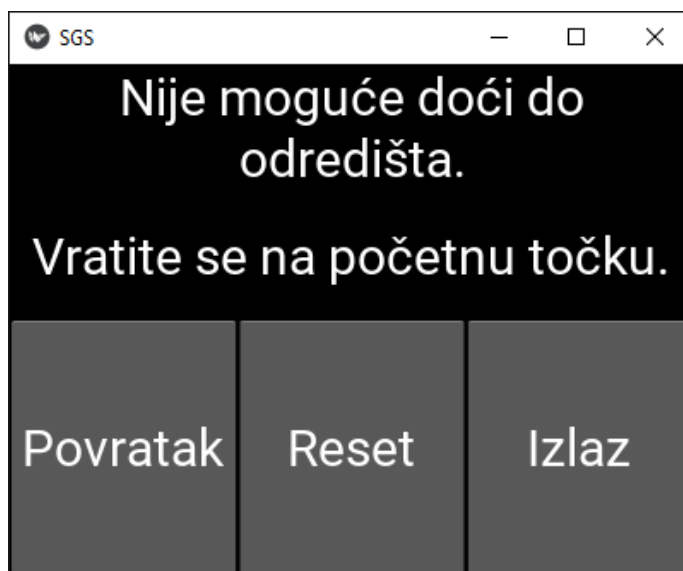 SGS
Nije moguće doći do
odredišta.
Vratite se na početnu točku.
Povratak
Reset
Izlaz